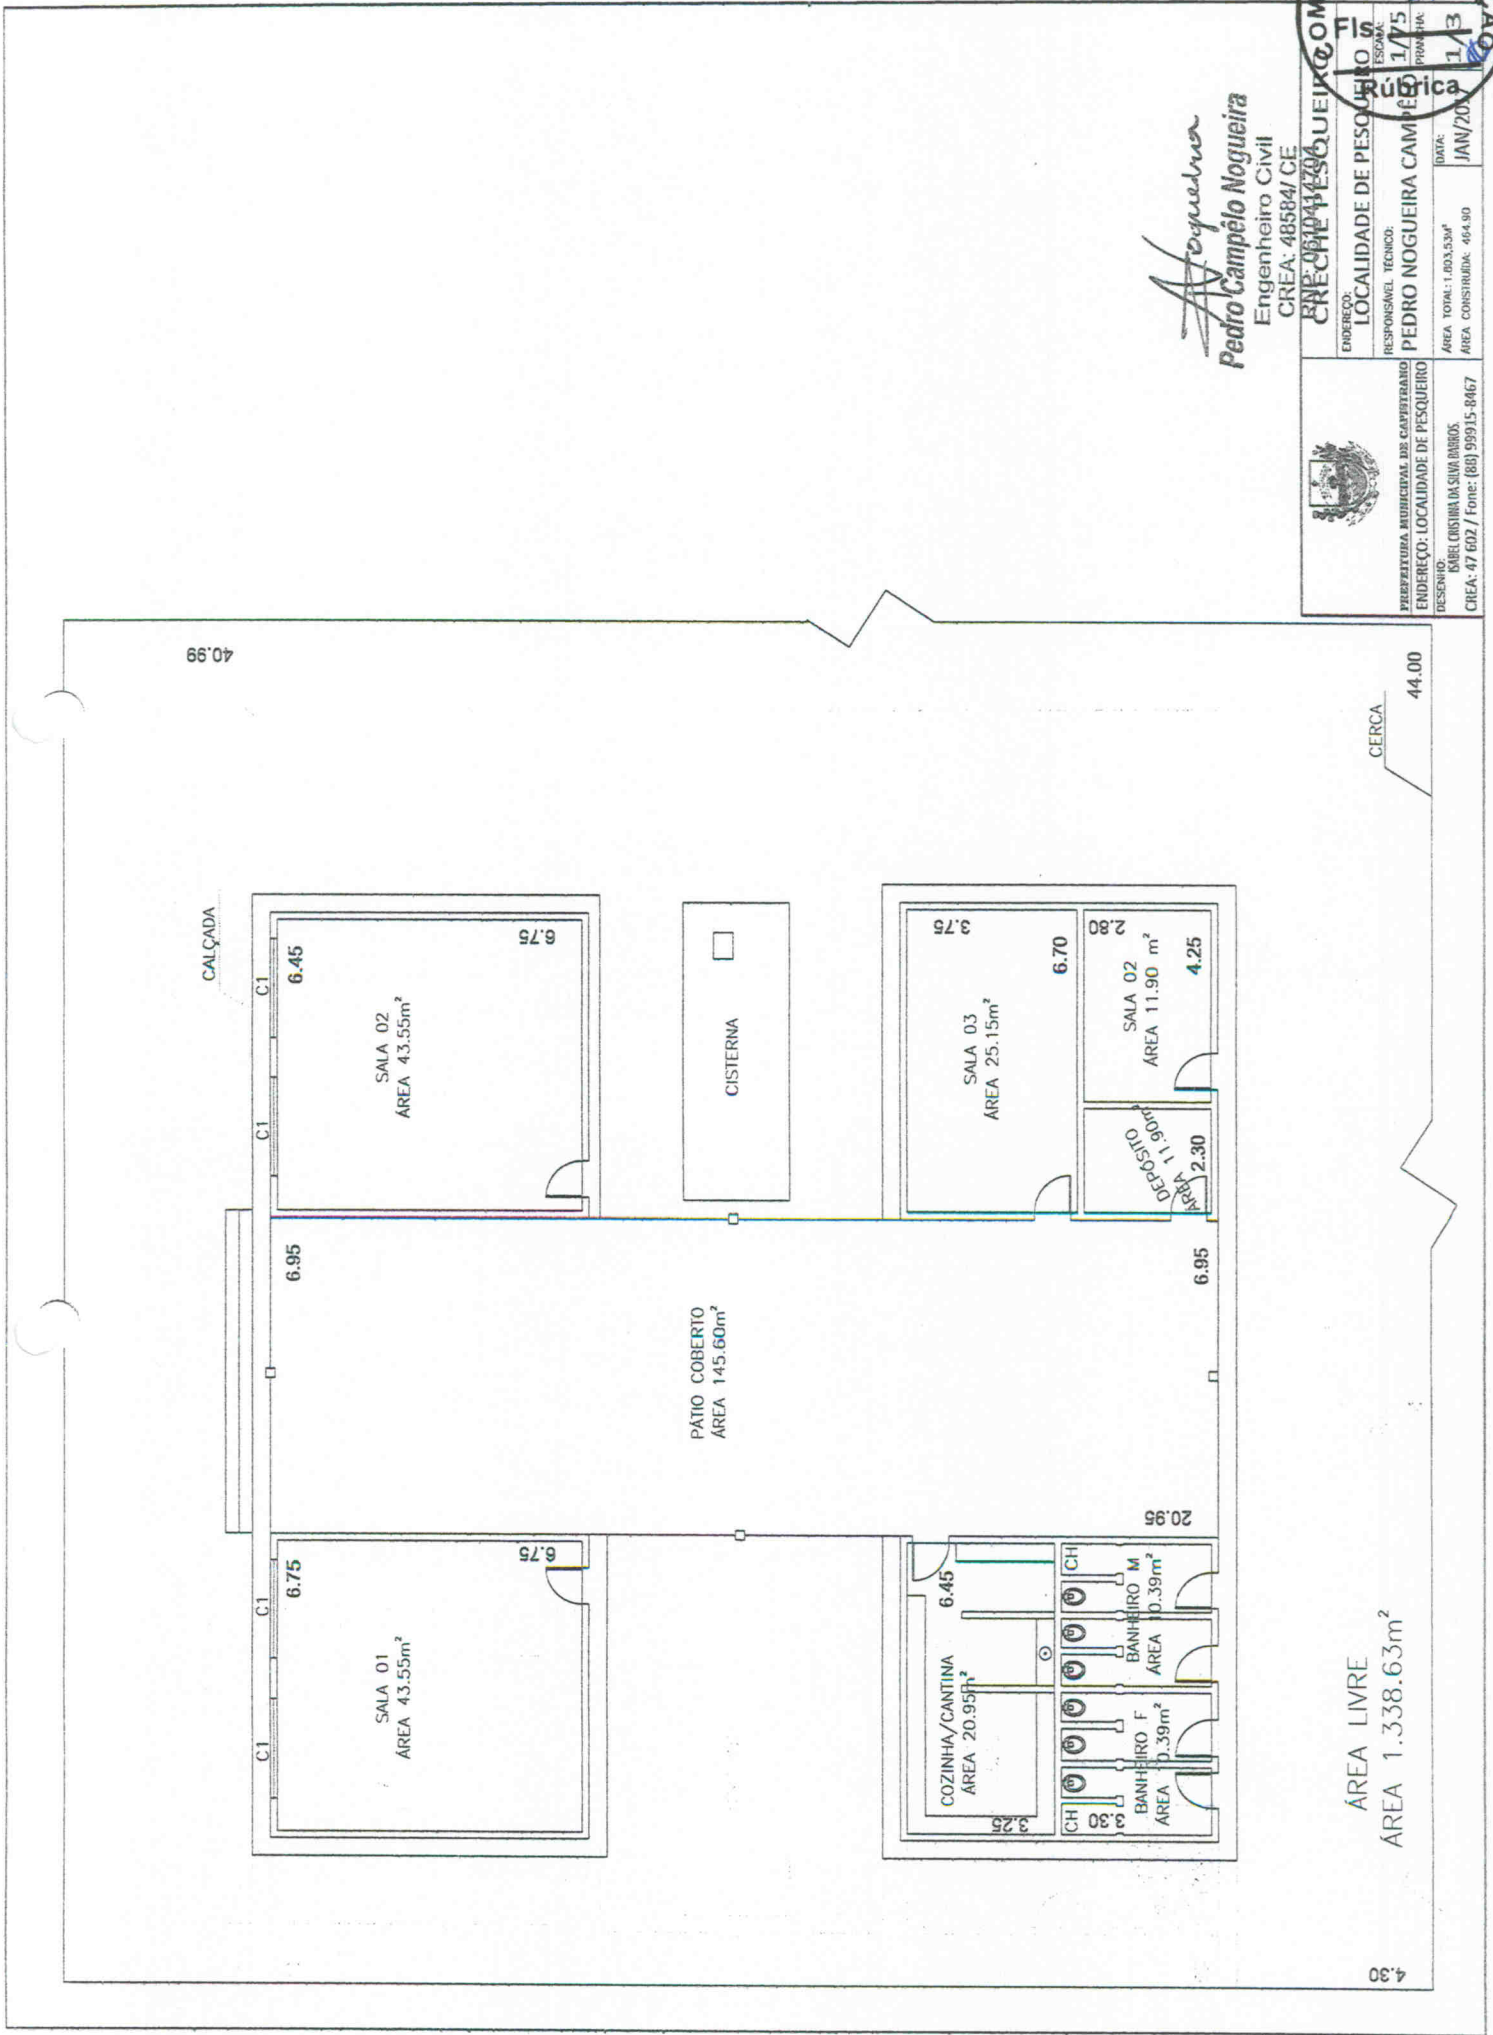 CALÇADA
40.99
C1
C1
C1
C1
6.75
6.95
6.45
SALA 01
ÁREA 43.55m²
6.75
SALA 02
ÁREA 43.55m²
6.75
PÁTIO COBERTO
ÁREA 145.60m²
CISTERNA
COZINHA/CANTINA
ÁREA 20.95m²
6.45
3.25
SALA 03
ÁREA 25.15m²
3.75
6.70
CH
3.30
BANHEIRO F
ÁREA 10.39m²
CH
BANHEIRO M
ÁREA 10.39m²
20.95
6.95
DEPÓSITO
ÁREA 11.90m²
2.30
SALA 02
ÁREA 11.90 m²
2.80
4.25
ÁREA LIVRE
ÁREA 1.338.63m²
4.30
CERCA
44.00
Nogueira
Pedro Campêlo Nogueira
Engenheiro Civil
CREA: 48584/ CE
RNP: 0610414704
CRECHE PESQUEIRO
ENDEREÇO:
LOCALIDADE DE PESQUEIRO
RESPONSÁVEL TÉCNICO:
PEDRO NOGUEIRA CAMPÊLO
ESCALA:
1/75
PRANCHA:
1/3
ÁREA TOTAL: 1.803,53M²
ÁREA CONSTRUÍDA: 464.90
DATA:
JAN/201
PREFEITURA MUNICIPAL DE CAPISTRANO
ENDEREÇO: LOCALIDADE DE PESQUEIRO
DESENHO:
ISABEL CRISTINA DA SILVA BARROS.
CREA: 47 602 / Fone: (88) 99915-8467
COM
Fls
Rúbrica